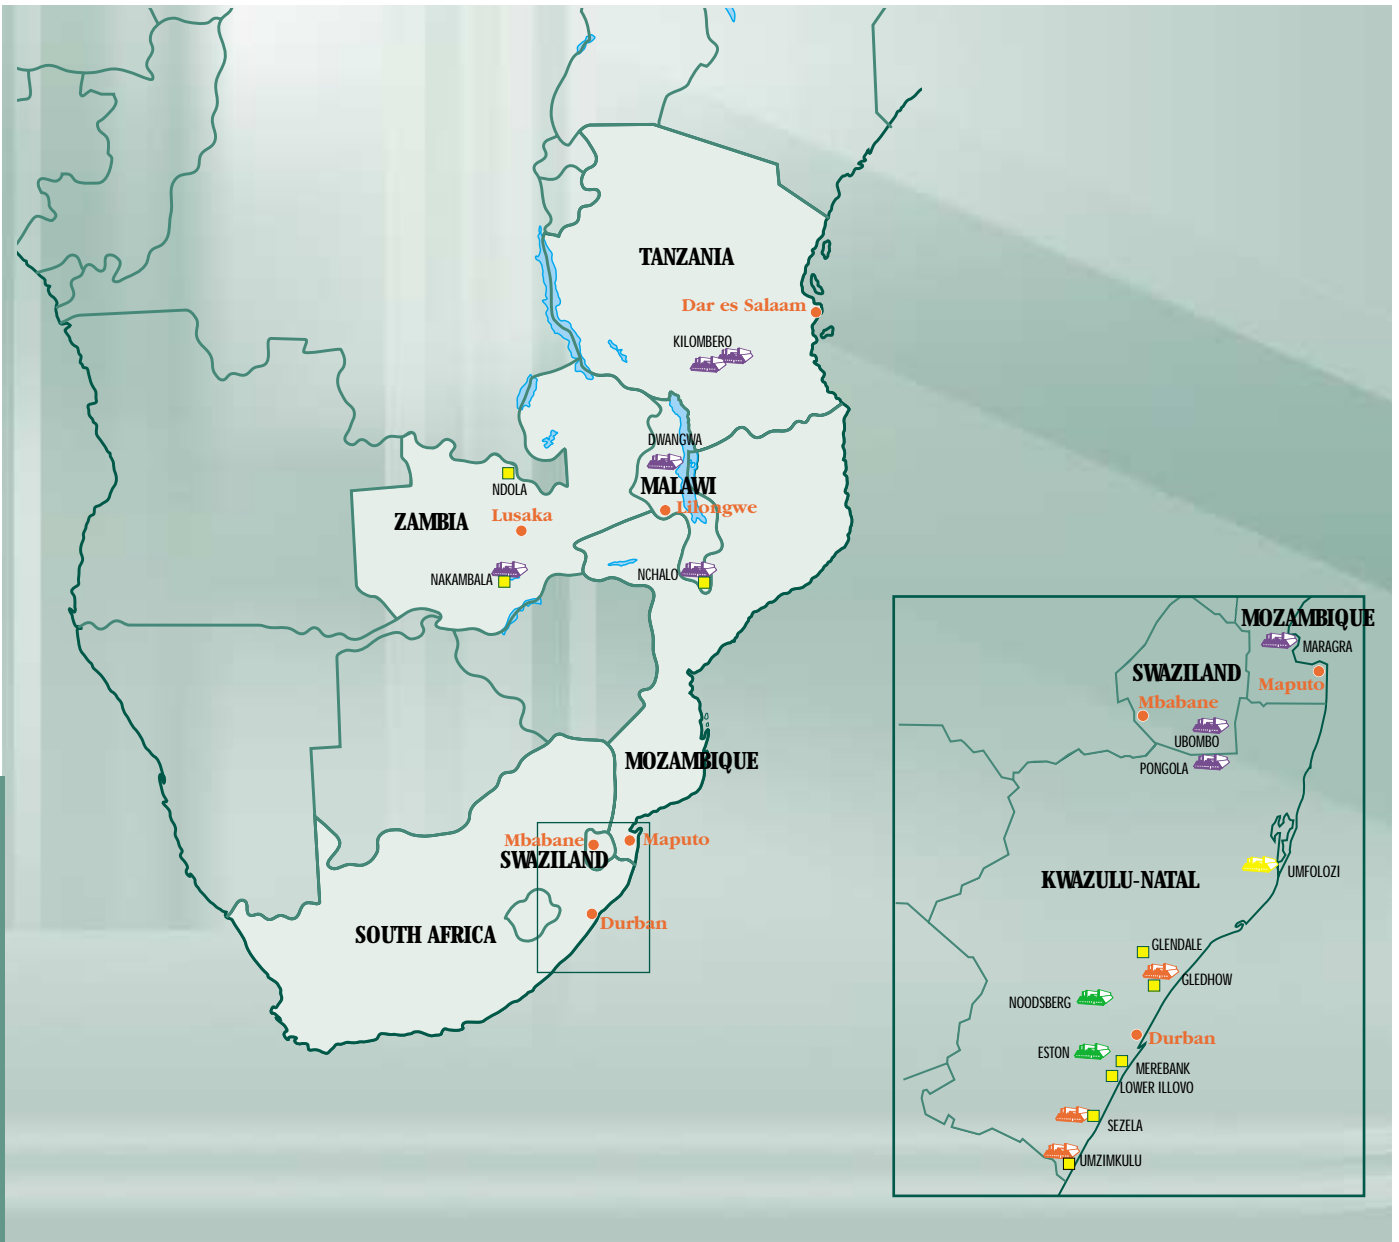 TANZANIA
Dar es Salaam
KILOMBERO
DWANGWA
MALAWI
Lilongwe
NDOLA
ZAMBIA
Lusaka
NAKAMBALA
NCHALO
MOZAMBIQUE
Mbabane
Maputo
SWAZILAND
Durban
SOUTH AFRICA
MOZAMBIQUE
MARAGRA
SWAZILAND
Maputo
Mbabane
UBOMBO
PONGOLA
UMFOLOZI
KWAZULU-NATAL
GLENDALE
GLEDHOW
NOODSBERG
Durban
ESTON
MEREBANK
LOWER ILLOVO
SEZELA
UMZIMKULU